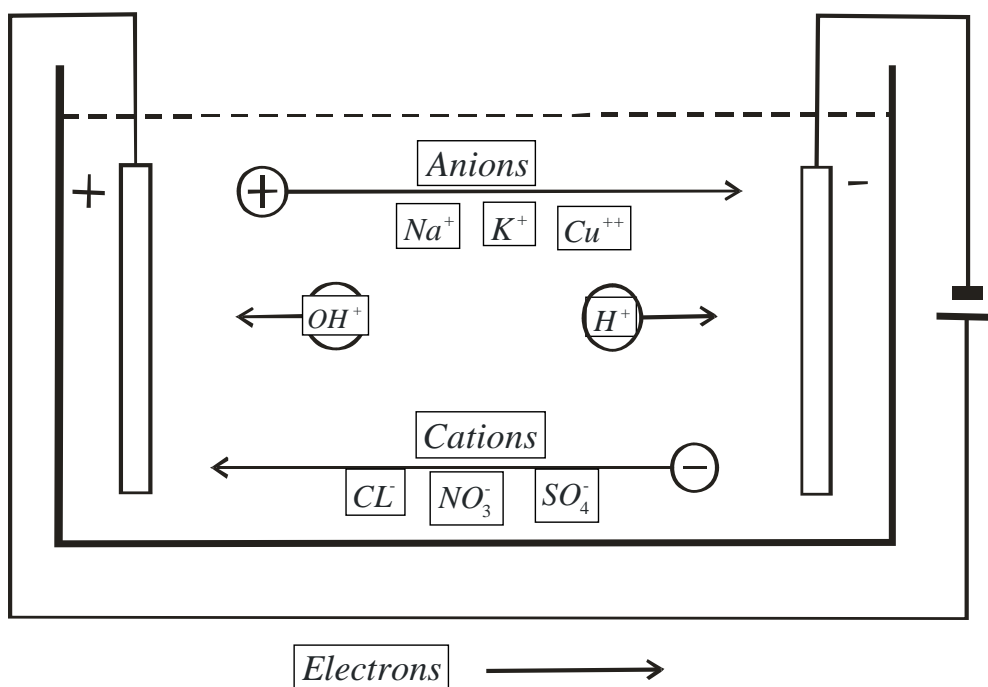 Anions
+ + −
Na⁺ K⁺ Cu⁺⁺
OH⁺ H⁺
Cations
−
CL⁻ NO₃⁻ SO₄⁻
Electrons